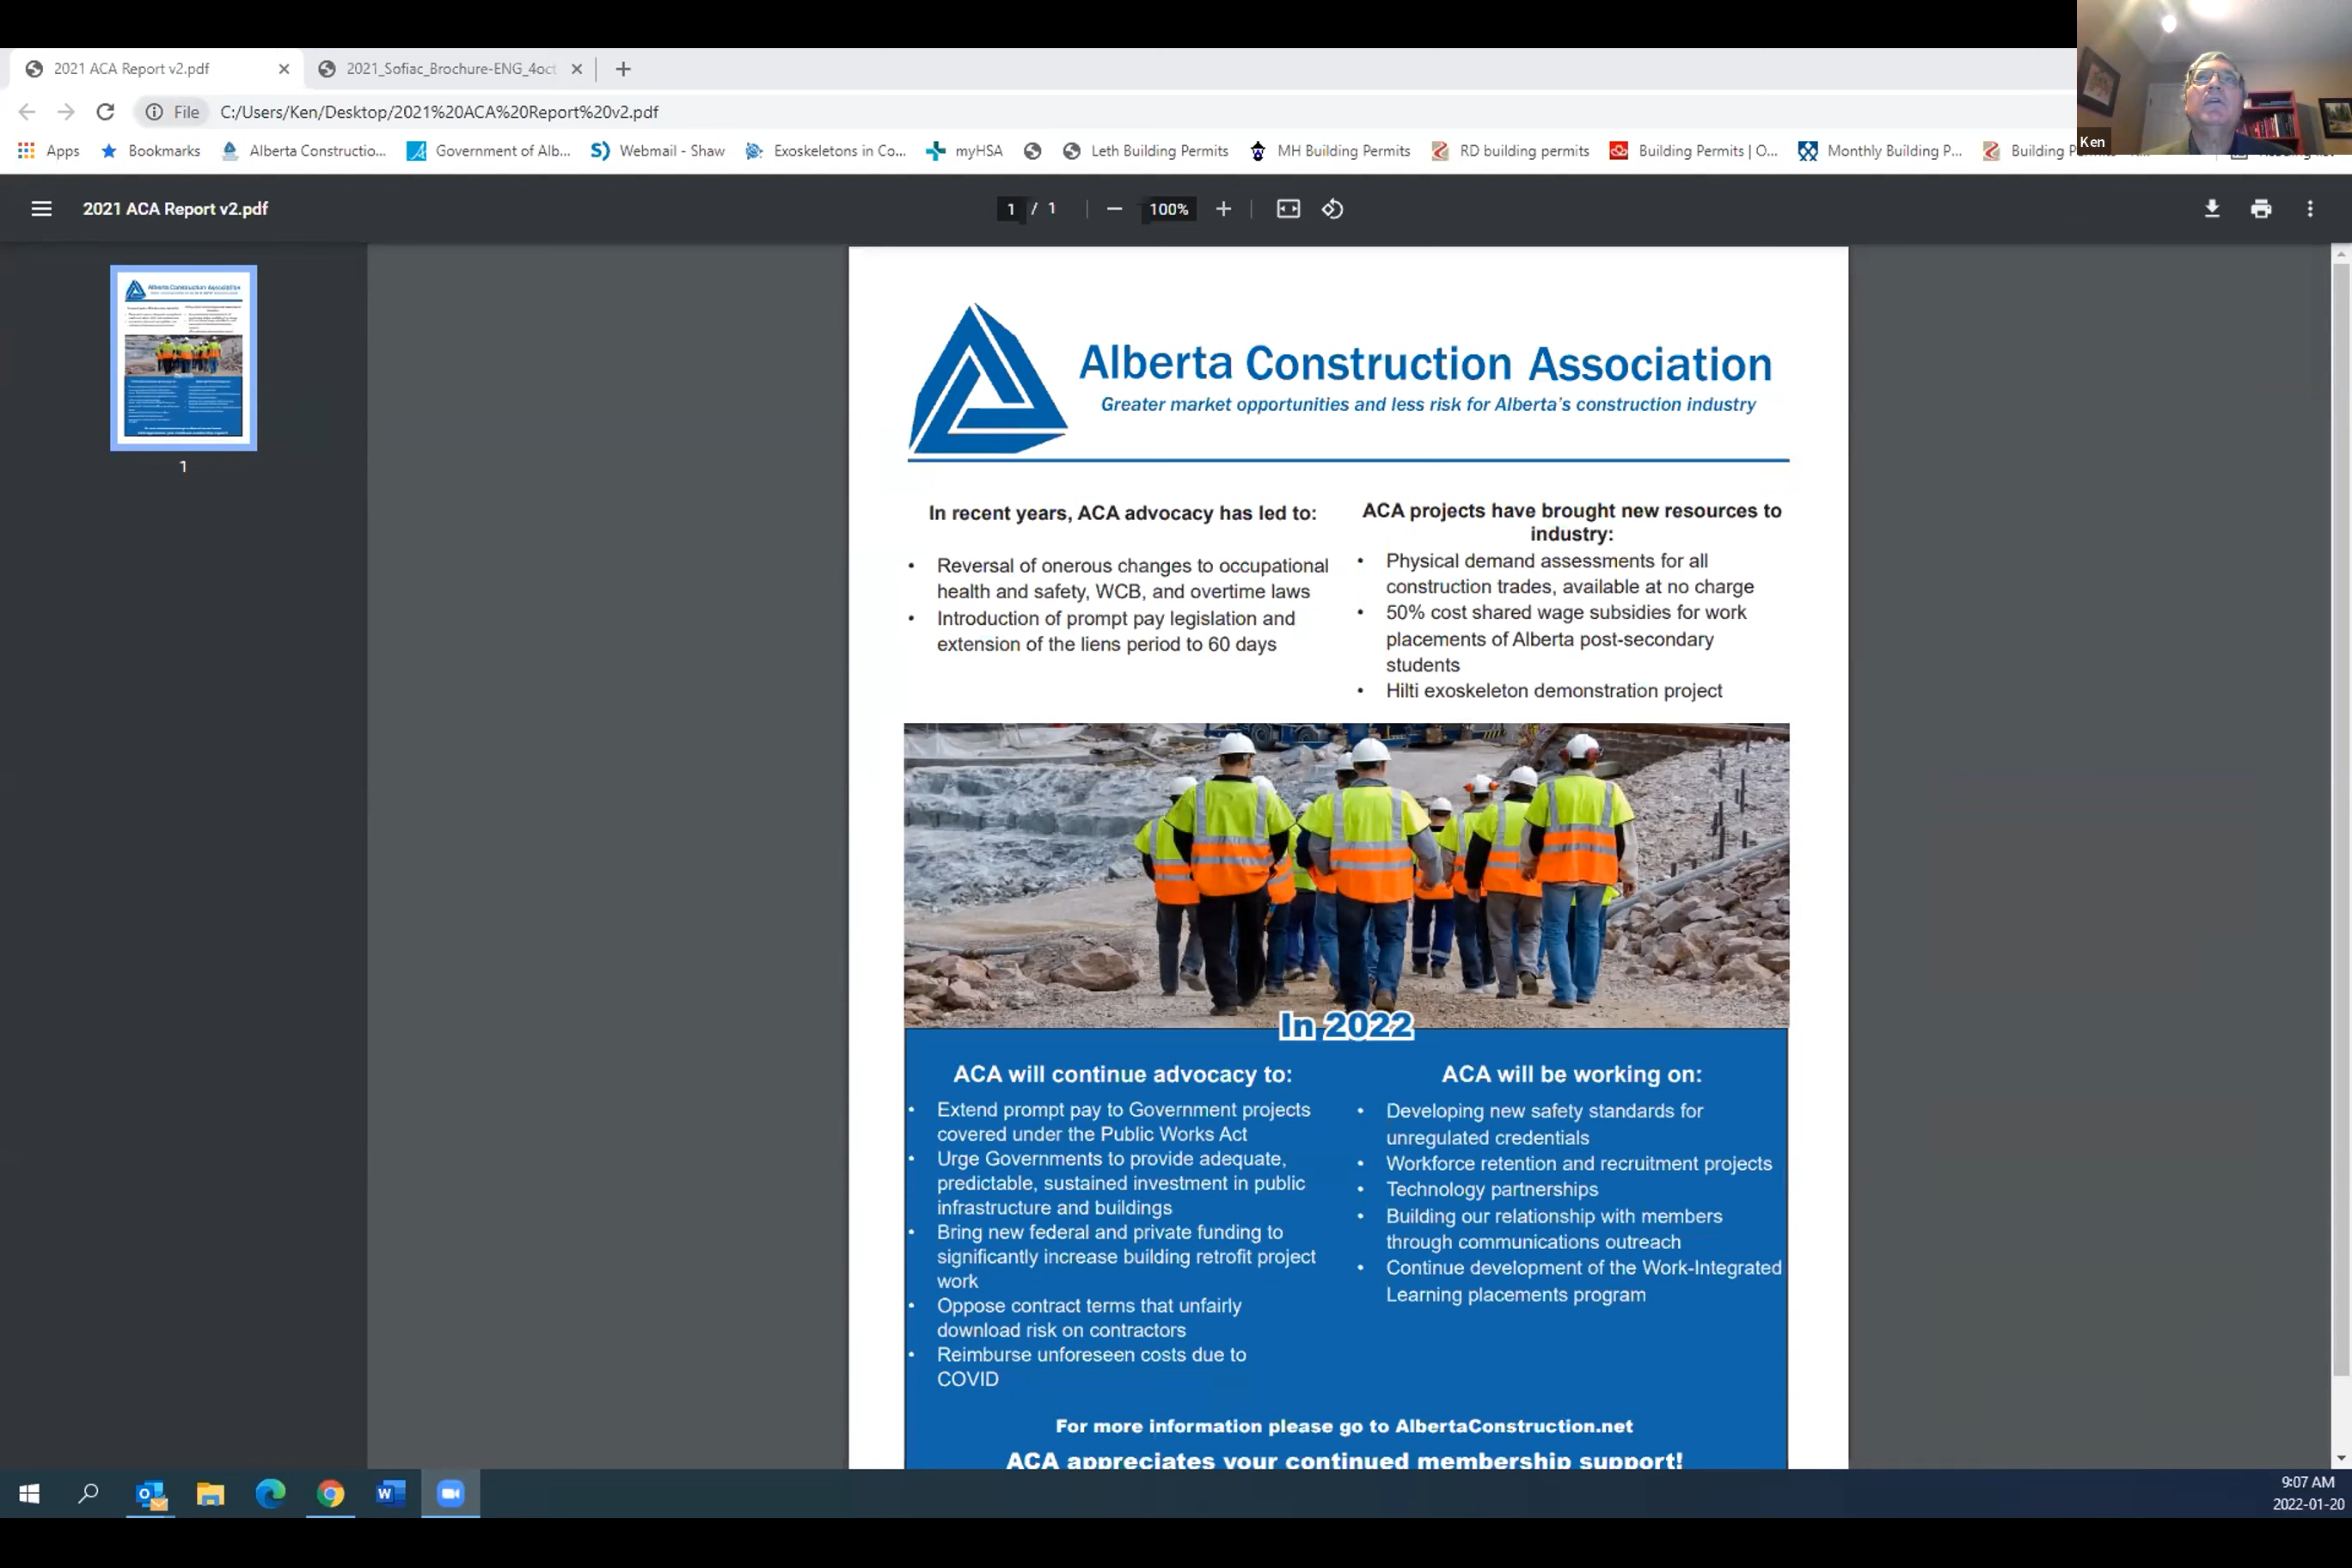 2021 ACA Report v2.pdf
2021_Sofiac_Brochure-ENG_4oct
File
C:/Users/Ken/Desktop/2021%20ACA%20Report%20v2.pdf
Apps
Bookmarks
Alberta Constructio...
Government of Alb...
Webmail - Shaw
Exoskeletons in Co...
myHSA
Leth Building Permits
MH Building Permits
RD building permits
Building Permits | O...
Monthly Building P...
Building
Ken
2021 ACA Report v2.pdf
1 / 1
100%
1
Alberta Construction Association
Greater market opportunities and less risk for Alberta's construction industry
In recent years, ACA advocacy has led to:
• Reversal of onerous changes to occupational
health and safety, WCB, and overtime laws
• Introduction of prompt pay legislation and
extension of the liens period to 60 days
ACA projects have brought new resources to
industry:
• Physical demand assessments for all
construction trades, available at no charge
• 50% cost shared wage subsidies for work
placements of Alberta post-secondary
students
• Hilti exoskeleton demonstration project
In 2022
ACA will continue advocacy to:
• Extend prompt pay to Government projects
covered under the Public Works Act
• Urge Governments to provide adequate,
predictable, sustained investment in public
infrastructure and buildings
• Bring new federal and private funding to
significantly increase building retrofit project
work
• Oppose contract terms that unfairly
download risk on contractors
• Reimburse unforeseen costs due to
COVID
ACA will be working on:
• Developing new safety standards for
unregulated credentials
• Workforce retention and recruitment projects
• Technology partnerships
• Building our relationship with members
through communications outreach
• Continue development of the Work-Integrated
Learning placements program
For more information please go to AlbertaConstruction.net
ACA appreciates your continued membership support!
9:07 AM
2022-01-20